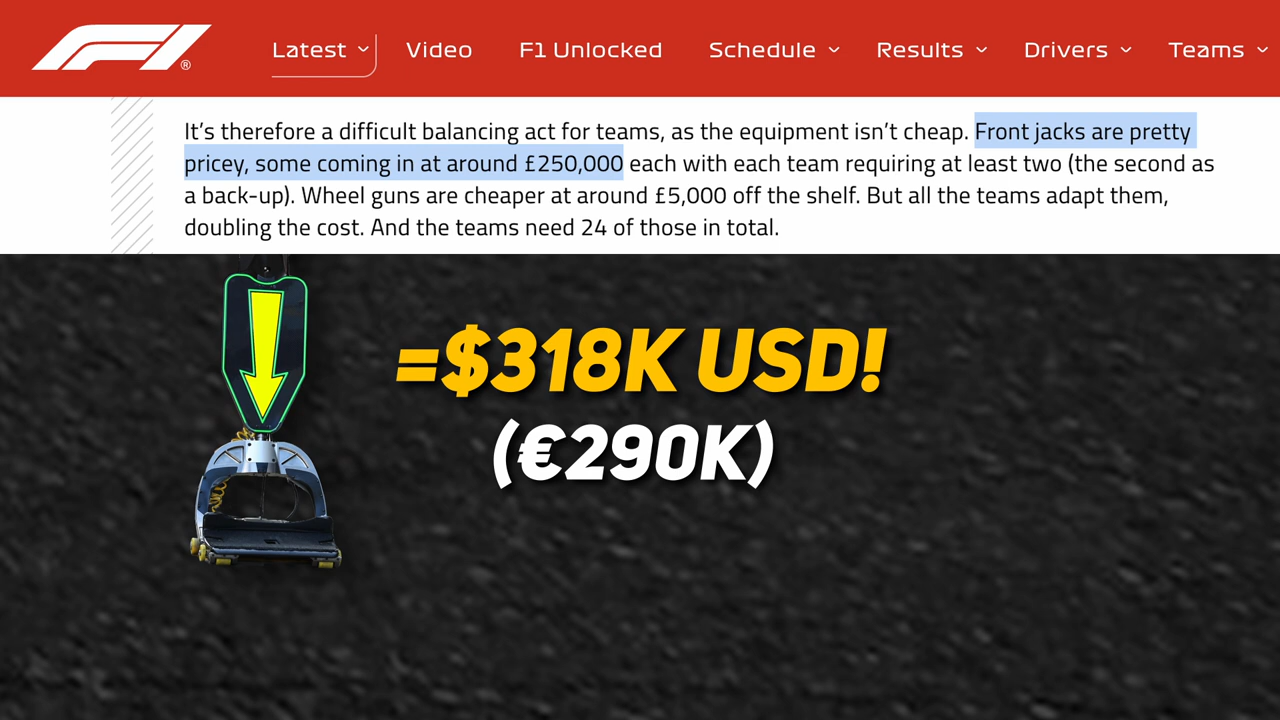 F1®
Latest Video F1 Unlocked Schedule Results Drivers Teams
It's therefore a difficult balancing act for teams, as the equipment isn't cheap. Front jacks are pretty
pricey, some coming in at around £250,000 each with each team requiring at least two (the second as
a back-up). Wheel guns are cheaper at around £5,000 off the shelf. But all the teams adapt them,
doubling the cost. And the teams need 24 of those in total.
=$318K USD!
(€290K)